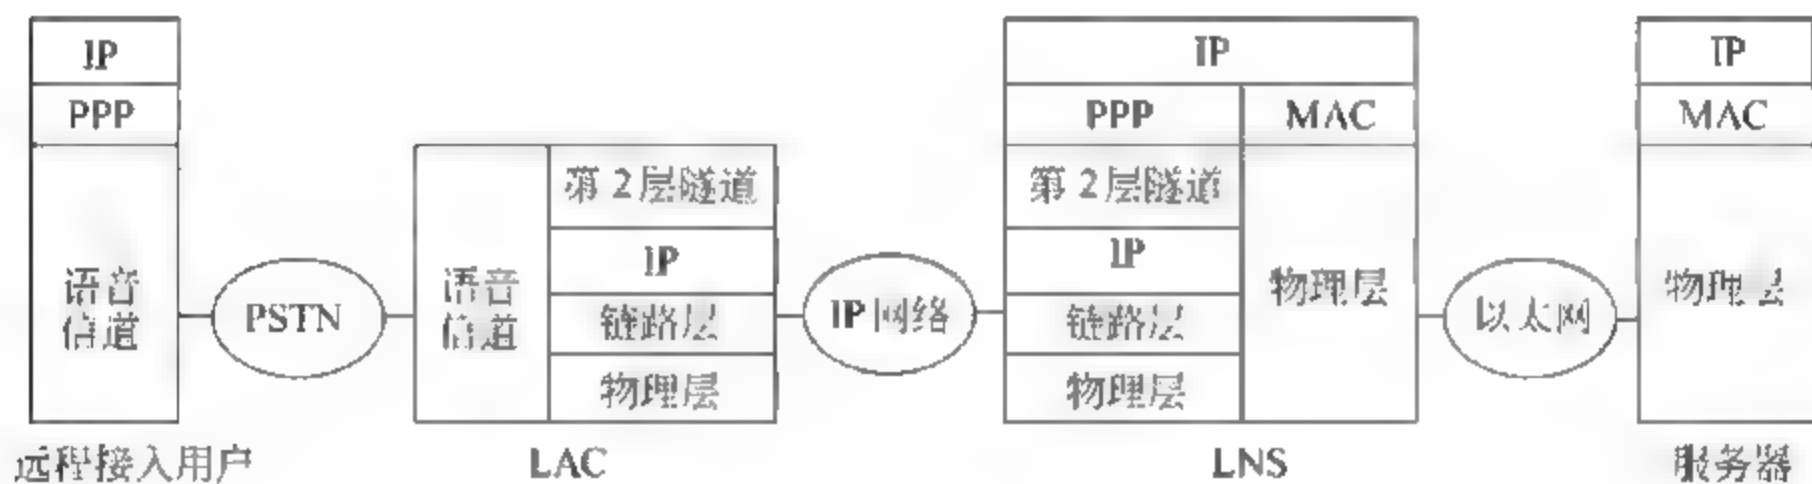 IP
PPP
语音
信道
远程接入用户
PSTN
语音
信道
第2层隧道
IP
链路层
物理层
LAC
IP网络
IP
PPP
MAC
第2层隧道
IP
链路层
物理层
物理层
LNS
以太网
IP
MAC
物理层
服务器